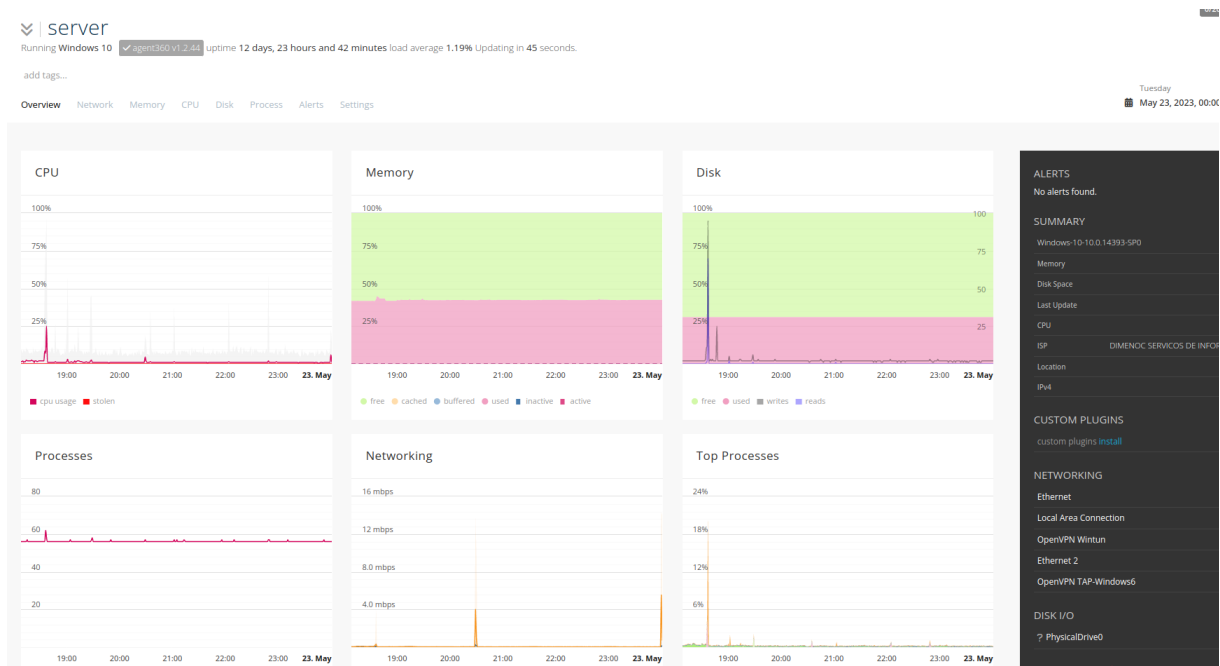 server
Running Windows 10 agent360 v1.2.44 uptime 12 days, 23 hours and 42 minutes load average 1.19% Updating in 45 seconds.
add tags...
Tuesday
May 23, 2023, 00:00
Overview Network Memory CPU Disk Process Alerts Settings
CPU
100%
75%
50%
25%
19:00 20:00 21:00 22:00 23:00 23. May
cpu usage stolen
Memory
100%
75%
50%
25%
19:00 20:00 21:00 22:00 23:00 23. May
free cached buffered used inactive active
Disk
100% 100
75% 75
50% 50
25% 25
19:00 20:00 21:00 22:00 23:00 23. May
free used writes reads
Processes
80
60
40
20
19:00 20:00 21:00 22:00 23:00 23. May
Networking
16 mbps
12 mbps
8.0 mbps
4.0 mbps
19:00 20:00 21:00 22:00 23:00 23. May
Top Processes
24%
18%
12%
6%
19:00 20:00 21:00 22:00 23:00 23. May
ALERTS
No alerts found.
SUMMARY
Windows-10-10.0.14393-SP0
Memory
Disk Space
Last Update
CPU
ISP DIMENOC SERVICOS DE INFOR
Location
IPv4
CUSTOM PLUGINS
custom plugins install
NETWORKING
Ethernet
Local Area Connection
OpenVPN Wintun
Ethernet 2
OpenVPN TAP-Windows6
DISK I/O
? PhysicalDrive0